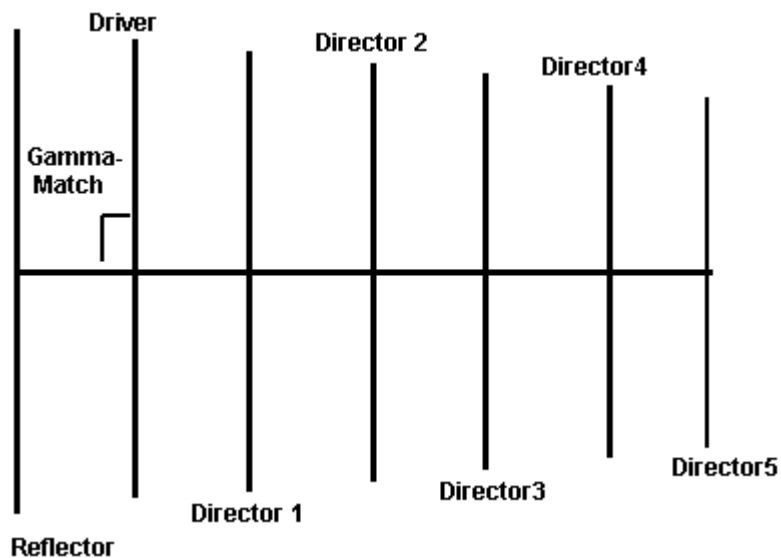 Driver
Director 2
Director4
Gamma-
Match
Director5
Director3
Director 1
Reflector